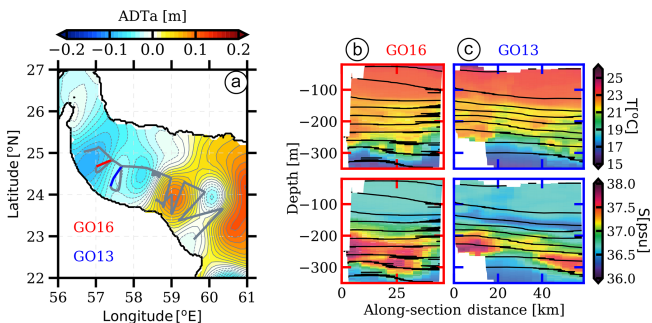 ADTa [m]
−0.2 −0.1 0.0 0.1 0.2
27
26
25
24
23
22
Latitude [°N]
a
GO16
GO13
56 57 58 59 60 61
Longitude [°E]
b GO16 c GO13
−100
−200
−300
−100
−200
−300
Depth [m]
0 25 0 20 40
Along-section distance [km]
25
21
19
17
15
T[°C]
38.0
37.5
37.0
36.5
36.0
S[psu]